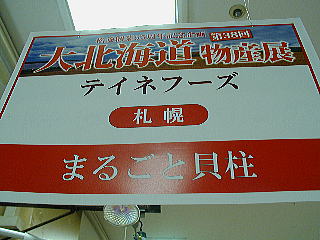 第38回
大北海道物産展
テイネフーズ
札幌
まるごと貝柱